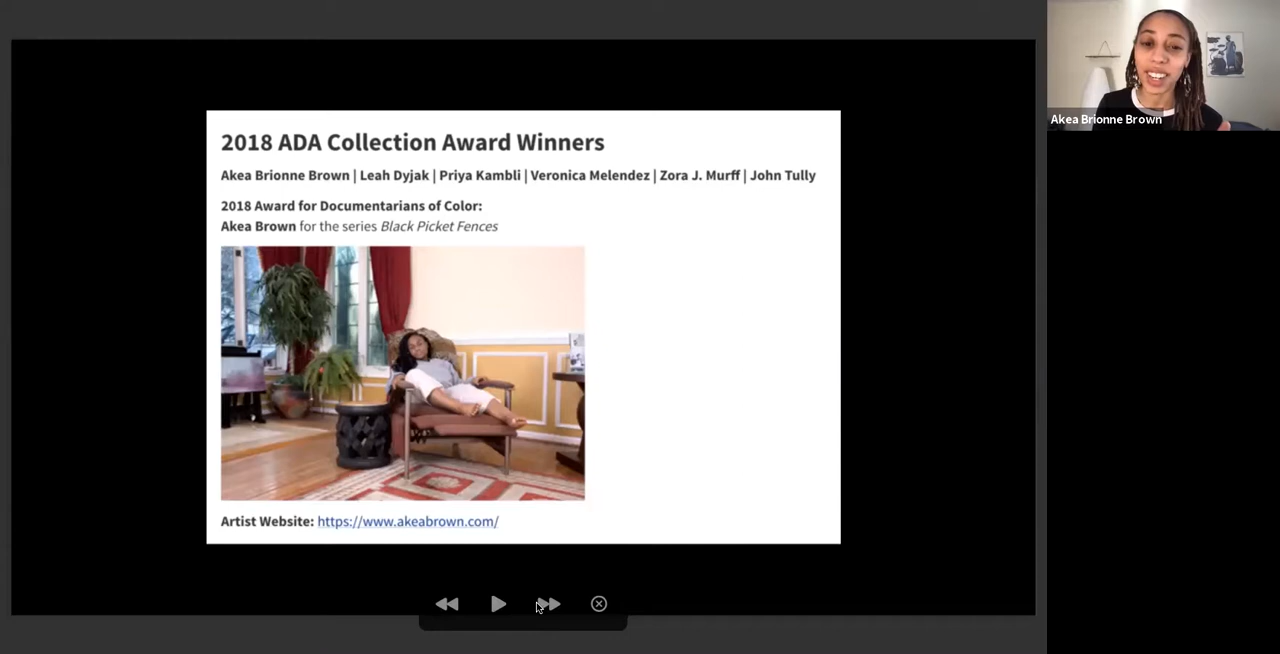 2018 ADA Collection Award Winners
Akea Brionne Brown | Leah Dyjak | Priya Kambli | Veronica Melendez | Zora J. Murff | John Tully
2018 Award for Documentarians of Color:
Akea Brown for the series Black Picket Fences
Artist Website: https://www.akeabrown.com/
Akea Brionne Brown